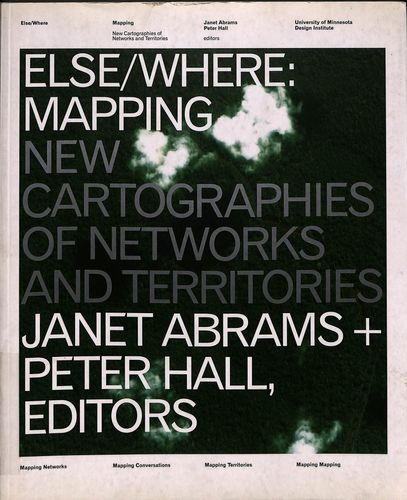 Else/Where
Mapping
New Cartographies of
Networks and Territories
Janet Abrams
Peter Hall
editors
University of Minnesota
Design Institute
ELSE/WHERE:
MAPPING
NEW
CARTOGRAPHIES
OF NETWORKS
AND TERRITORIES
JANET ABRAMS +
PETER HALL,
EDITORS
Mapping Networks
Mapping Conversations
Mapping Territories
Mapping Mapping